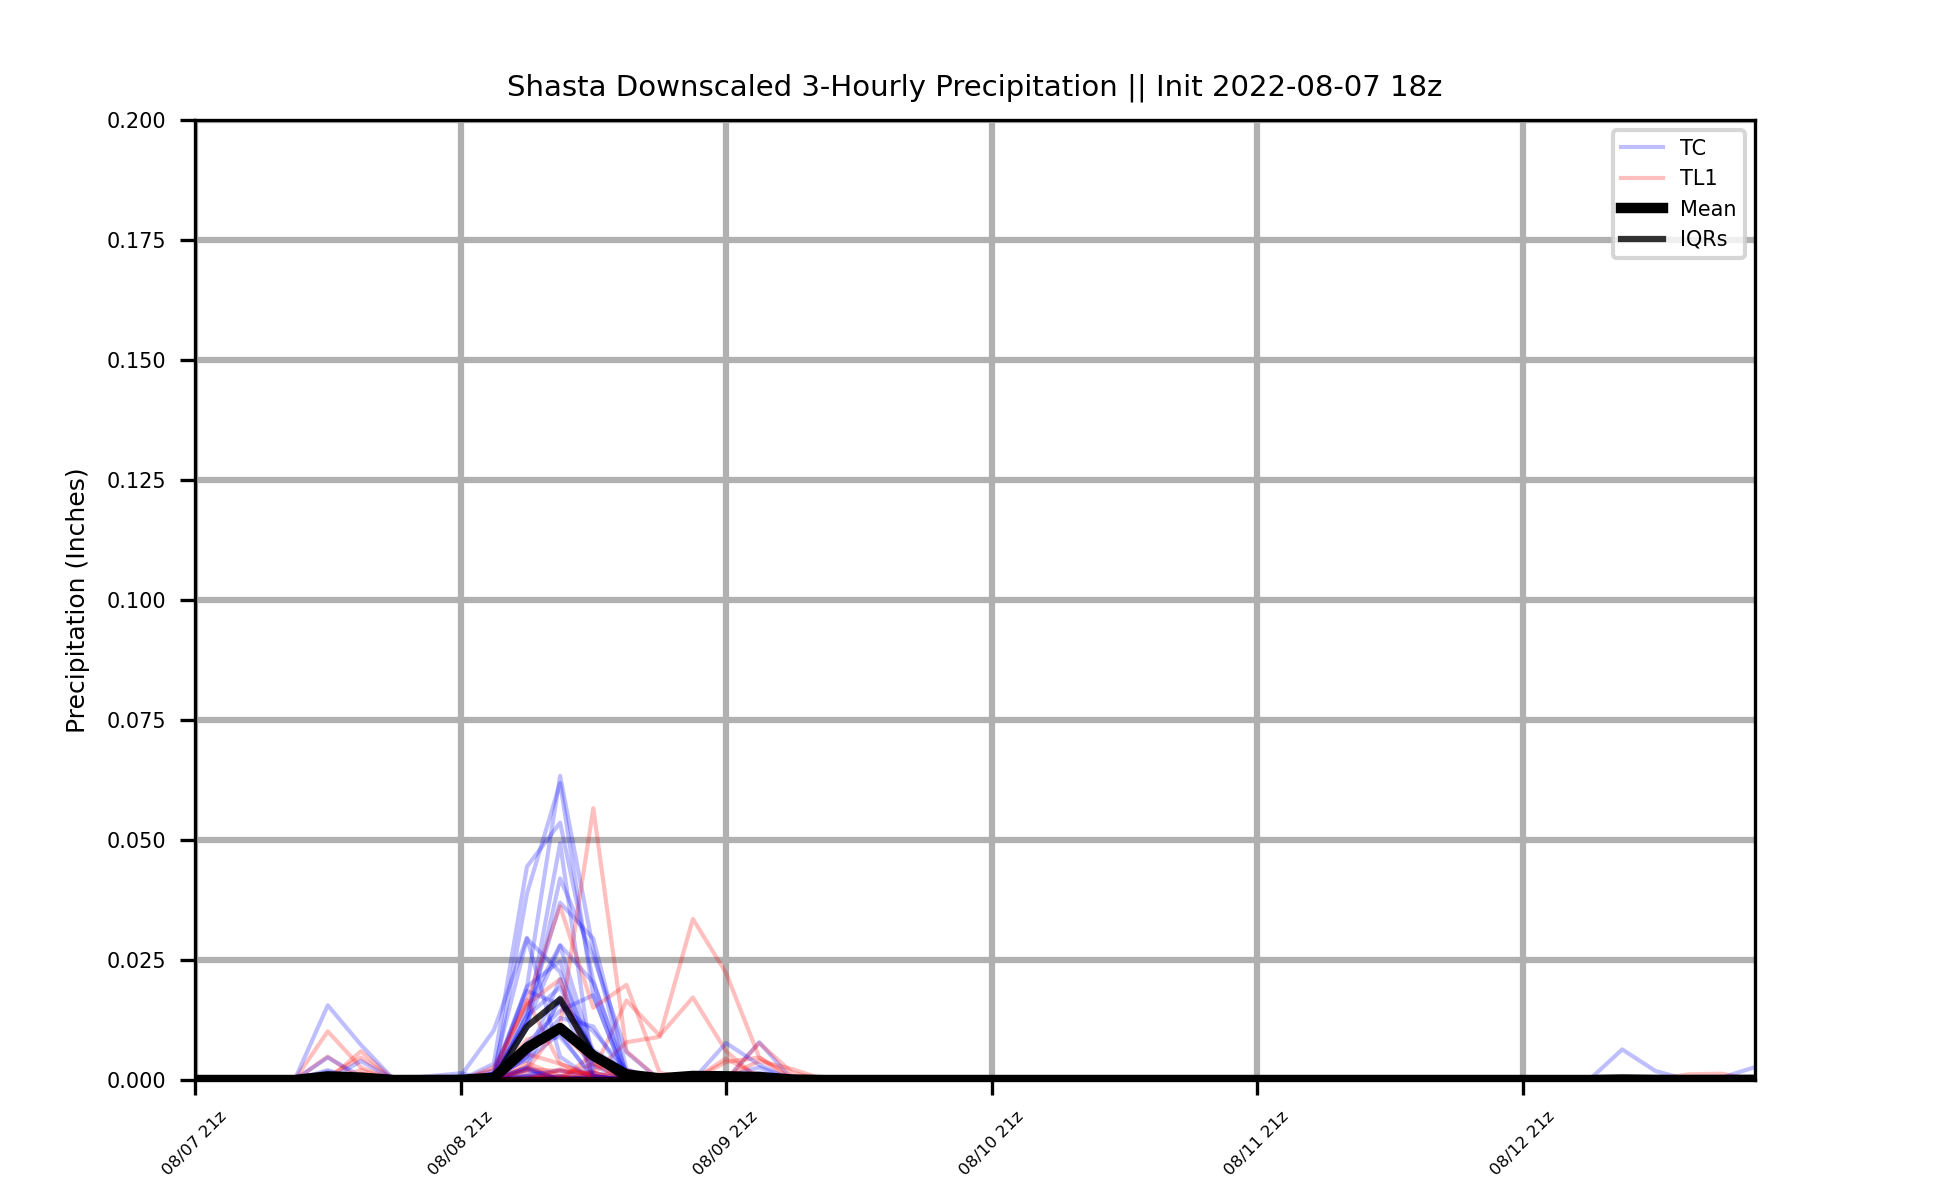 Shasta Downscaled 3-Hourly Precipitation || Init 2022-08-07 18z
Precipitation (Inches)
0.200
0.175
0.150
0.125
0.100
0.075
0.050
0.025
0.000
TC
TL1
Mean
IQRs
08/07 21z
08/08 21z
08/09 21z
08/10 21z
08/11 21z
08/12 21z